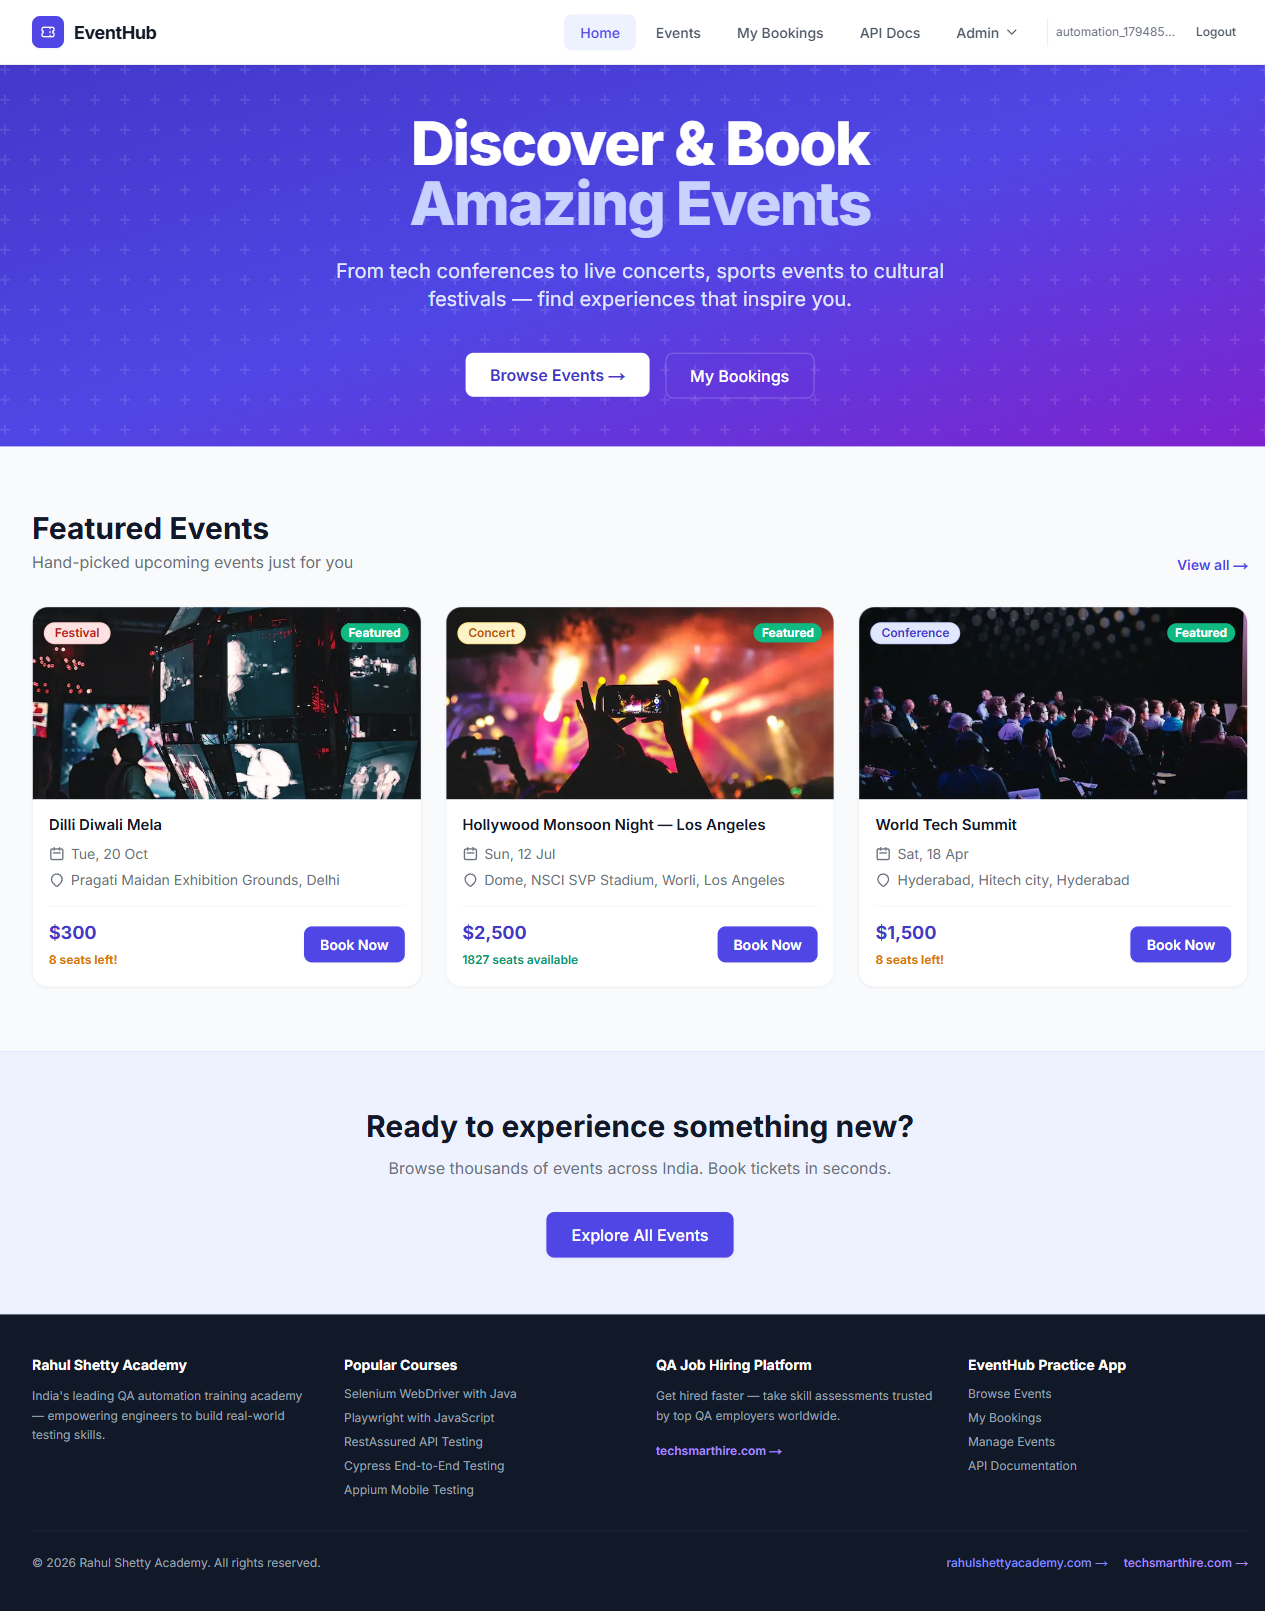 EventHub
Home
Events
My Bookings
API Docs
Admin
automation_179485...
Logout
Discover & Book
Amazing Events
From tech conferences to live concerts, sports events to cultural
festivals — find experiences that inspire you.
Browse Events →
My Bookings
Featured Events
Hand-picked upcoming events just for you
View all →
Festival
Featured
Dilli Diwali Mela
Tue, 20 Oct
Pragati Maidan Exhibition Grounds, Delhi
$300
8 seats left!
Book Now
Concert
Featured
Hollywood Monsoon Night — Los Angeles
Sun, 12 Jul
Dome, NSCI SVP Stadium, Worli, Los Angeles
$2,500
1827 seats available
Book Now
Conference
Featured
World Tech Summit
Sat, 18 Apr
Hyderabad, Hitech city, Hyderabad
$1,500
8 seats left!
Book Now
Ready to experience something new?
Browse thousands of events across India. Book tickets in seconds.
Explore All Events
Rahul Shetty Academy
India's leading QA automation training academy
— empowering engineers to build real-world
testing skills.
Popular Courses
Selenium WebDriver with Java
Playwright with JavaScript
RestAssured API Testing
Cypress End-to-End Testing
Appium Mobile Testing
QA Job Hiring Platform
Get hired faster — take skill assessments trusted
by top QA employers worldwide.
techsmarthire.com →
EventHub Practice App
Browse Events
My Bookings
Manage Events
API Documentation
© 2026 Rahul Shetty Academy. All rights reserved.
rahulshettyacademy.com →
techsmarthire.com →